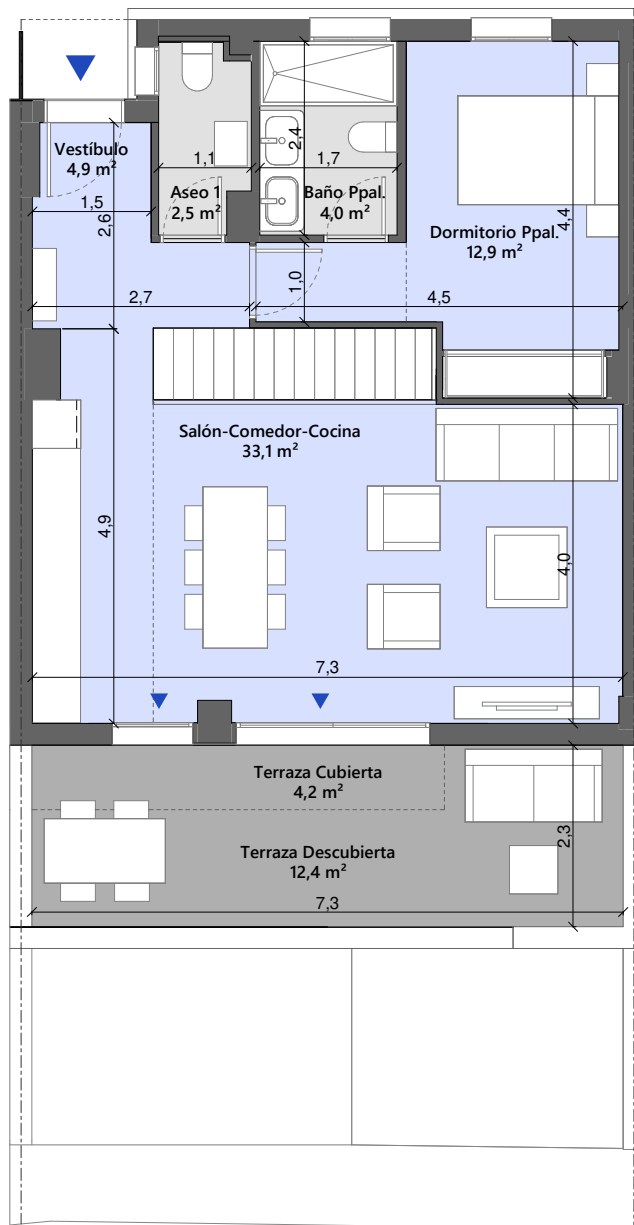 Vestíbulo
4,9 m²
1,5
2,6
2,7
1,1
Aseo 1
2,5 m²
2,4
1,7
Baño Ppal.
4,0 m²
1,0
Dormitorio Ppal.
12,9 m²
4,4
4,5
Salón-Comedor-Cocina
33,1 m²
4,9
4,0
7,3
Terraza Cubierta
4,2 m²
Terraza Descubierta
12,4 m²
2,3
7,3